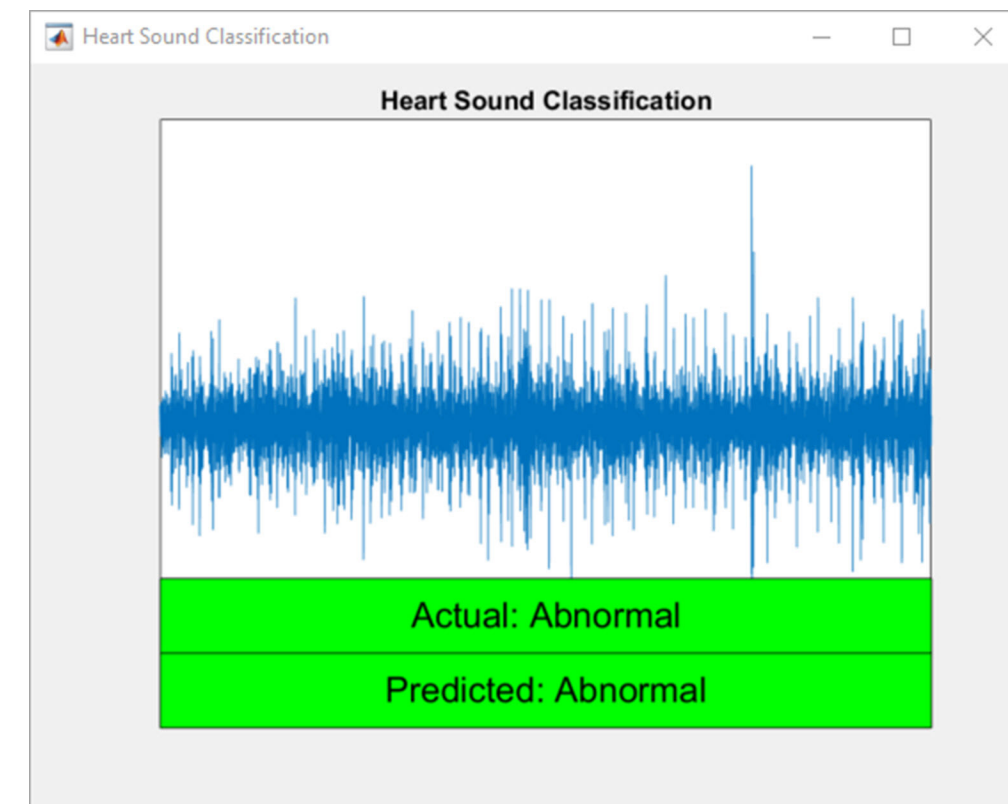 Heart Sound Classification
Heart Sound Classification
Actual: Abnormal
Predicted: Abnormal